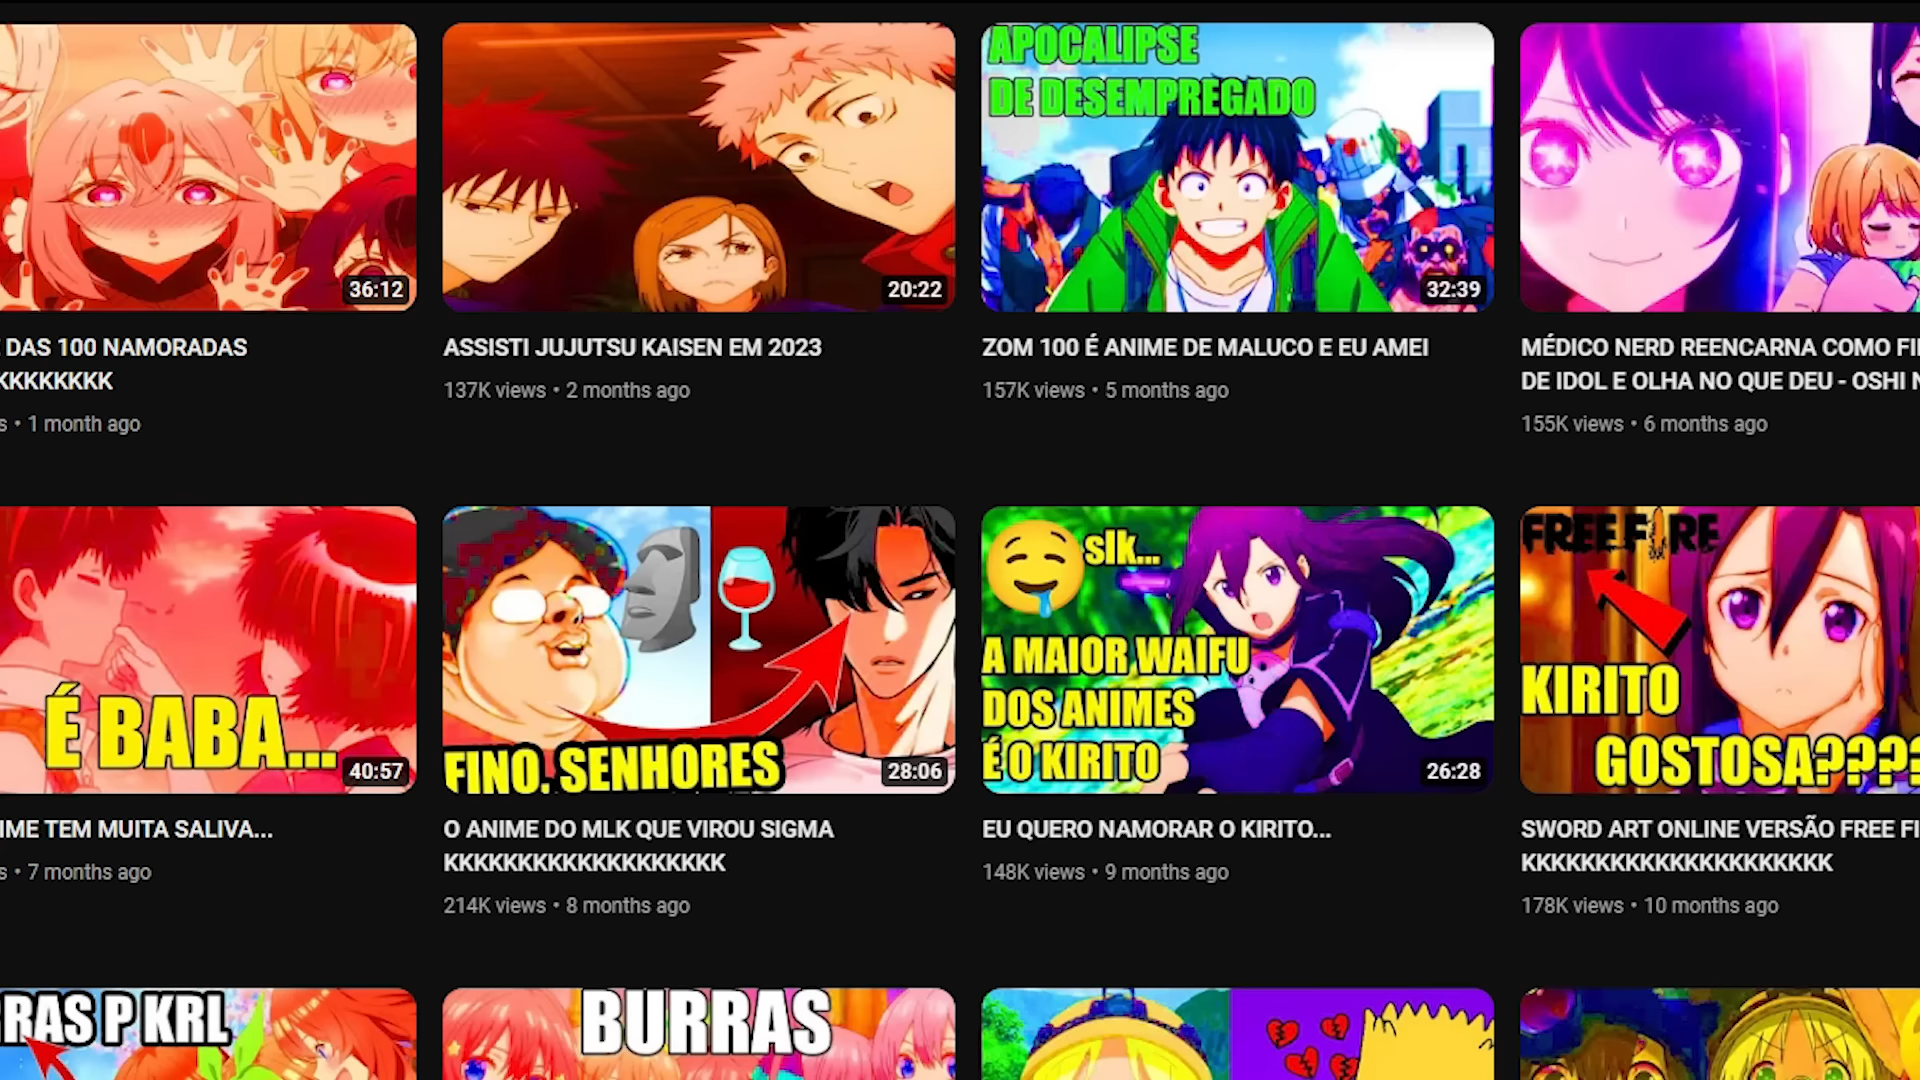 36:12
DAS 100 NAMORADAS
KKKKKKKKK
s • 1 month ago
20:22
ASSISTI JUJUTSU KAISEN EM 2023
137K views • 2 months ago
APOCALIPSE
DE DESEMPREGADO
32:39
ZOM 100 É ANIME DE MALUCO E EU AMEI
157K views • 5 months ago
MÉDICO NERD REENCARNA COMO FI
DE IDOL E OLHA NO QUE DEU - OSHI N
155K views • 6 months ago
É BABA...
40:57
IME TEM MUITA SALIVA...
s • 7 months ago
FINO. SENHORES
28:06
O ANIME DO MLK QUE VIROU SIGMA
KKKKKKKKKKKKKKKKKKK
214K views • 8 months ago
slk...
A MAIOR WAIFU
DOS ANIMES
É O KIRITO
26:28
EU QUERO NAMORAR O KIRITO...
148K views • 9 months ago
FREE FIRE
KIRITO
GOSTOSA????
SWORD ART ONLINE VERSÃO FREE FI
KKKKKKKKKKKKKKKKKKKKK
178K views • 10 months ago
RRAS P KRL
BURRAS